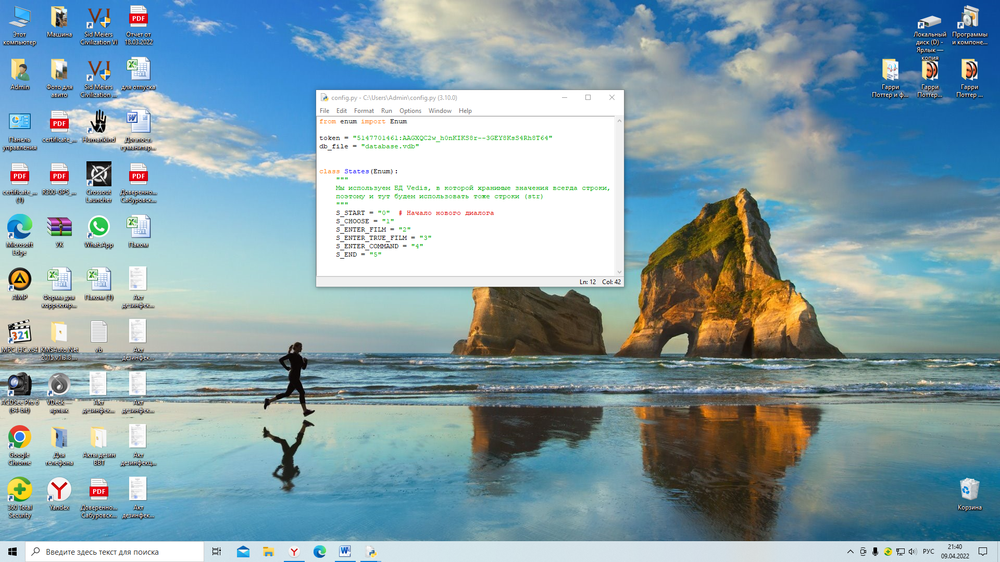 Этот компьютер
Машина
Sid Meiers Civilization VI
Отчет от 18.03.2022
Admin
Фото для авито
Sid Meiers Civilization ...
для отпуска
Панель управления
certificate_...
Humankind
Дог.пост. гуманитар...
certificate_... (1)
R300-GPS_...
Crossout Launcher
Доверенно... Сабуровск...
Microsoft Edge
УК
WhatsApp
Паком
AIMP
Форма для корректир...
Паком (1)
Акт дезинфек...
MPC-HC x64
KMSAuto Net 2015 v1.3.8 ...
vb
Акт дезинфек...
ACDSee Pro 6 (64-bit)
VDeck — ярлык
Акт дезинфек...
Акт дезинфек...
Google Chrome
Для телефона
Акты дезин ВВТ
Акт дезинфекц...
360 Total Security
Yandex
Доверенно... Сабуровск...
Акт дезинфек...
config.py - C:\Users\Admin\config.py (3.10.0)
File Edit Format Run Options Window Help
from enum import Enum
token = "5147701461:AAGXQC2w_h0nKIKS8r--3GEY8KsS4Rh8T64"
db_file = "database.vdb"
class States(Enum):
"""
Мы используем БД Vedis, в которой хранимые значения всегда строки,
поэтому и тут будем использовать тоже строки (str)
"""
S_START = "0"  # Начало нового диалога
S_CHOOSE = "1"
S_ENTER_FILM = "2"
S_ENTER_TRUE_FILM = "3"
S_ENTER_COMMAND = "4"
S_END = "5"
Ln: 12 Col: 42
Локальный диск (D) - Ярлык — копия
Программы и компоне...
Гарри Поттер и ф...
Гарри Поттер...
Гарри Поттер ...
Корзина
Введите здесь текст для поиска
РУС
21:40
09.04.2022